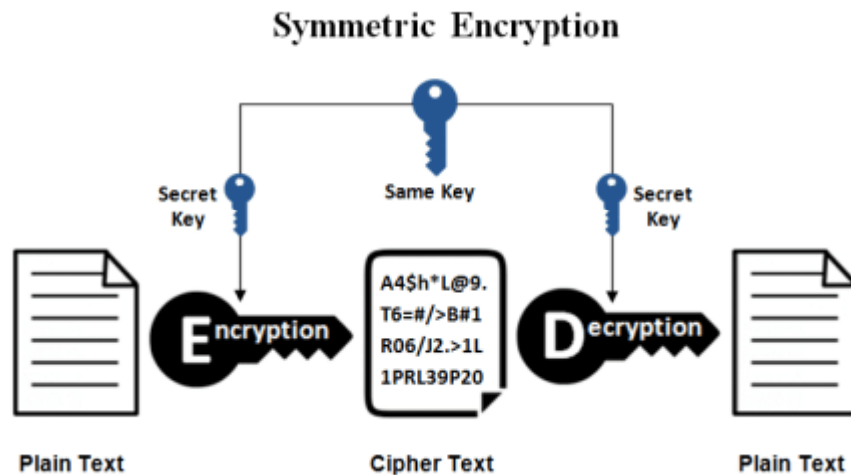 Symmetric Encryption
Secret
Key
Same Key
Secret
Key
Encryption
A4$h*L@9.
T6=#/>B#1
R06/J2.>1L
1PRL39P20
Decryption
Plain Text
Cipher Text
Plain Text